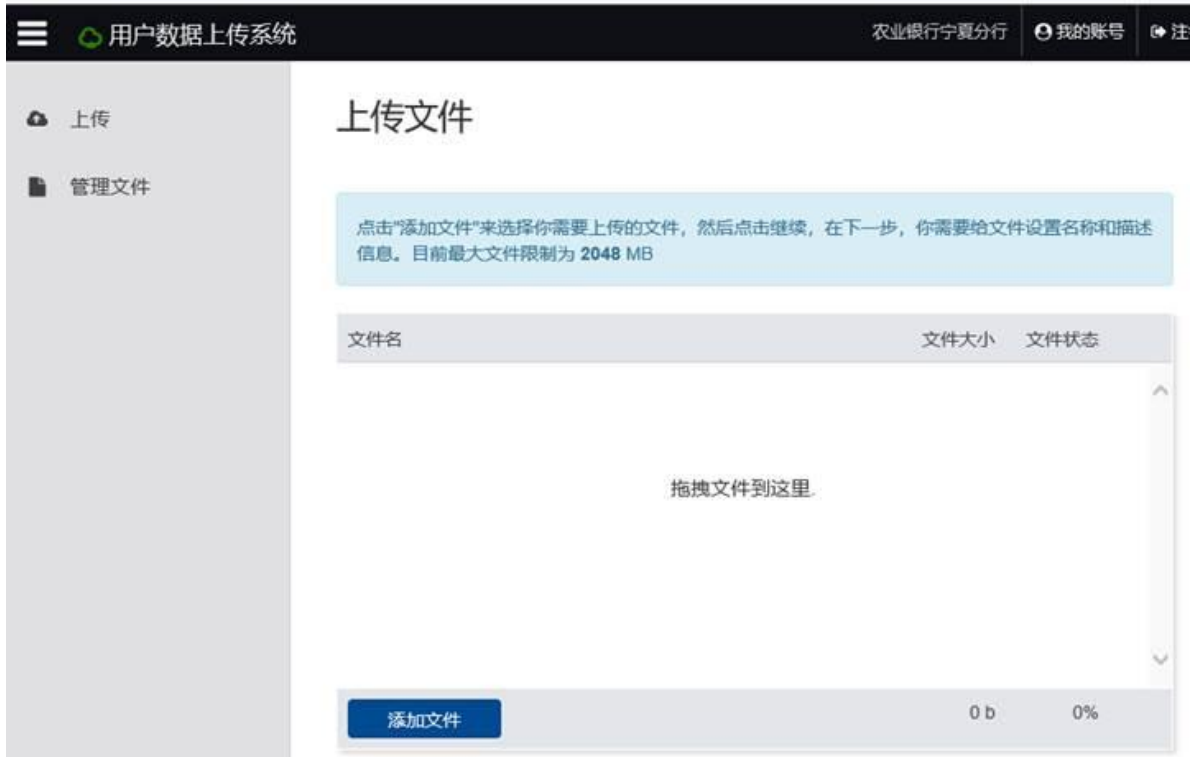 用户数据上传系统
农业银行宁夏分行 我的账号 注
上传
管理文件
上传文件
点击"添加文件"来选择你需要上传的文件，然后点击继续，在下一步，你需要给文件设置名称和描述
信息。目前最大文件限制为 2048 MB
文件名 文件大小 文件状态
拖拽文件到这里.
添加文件 0 b 0%